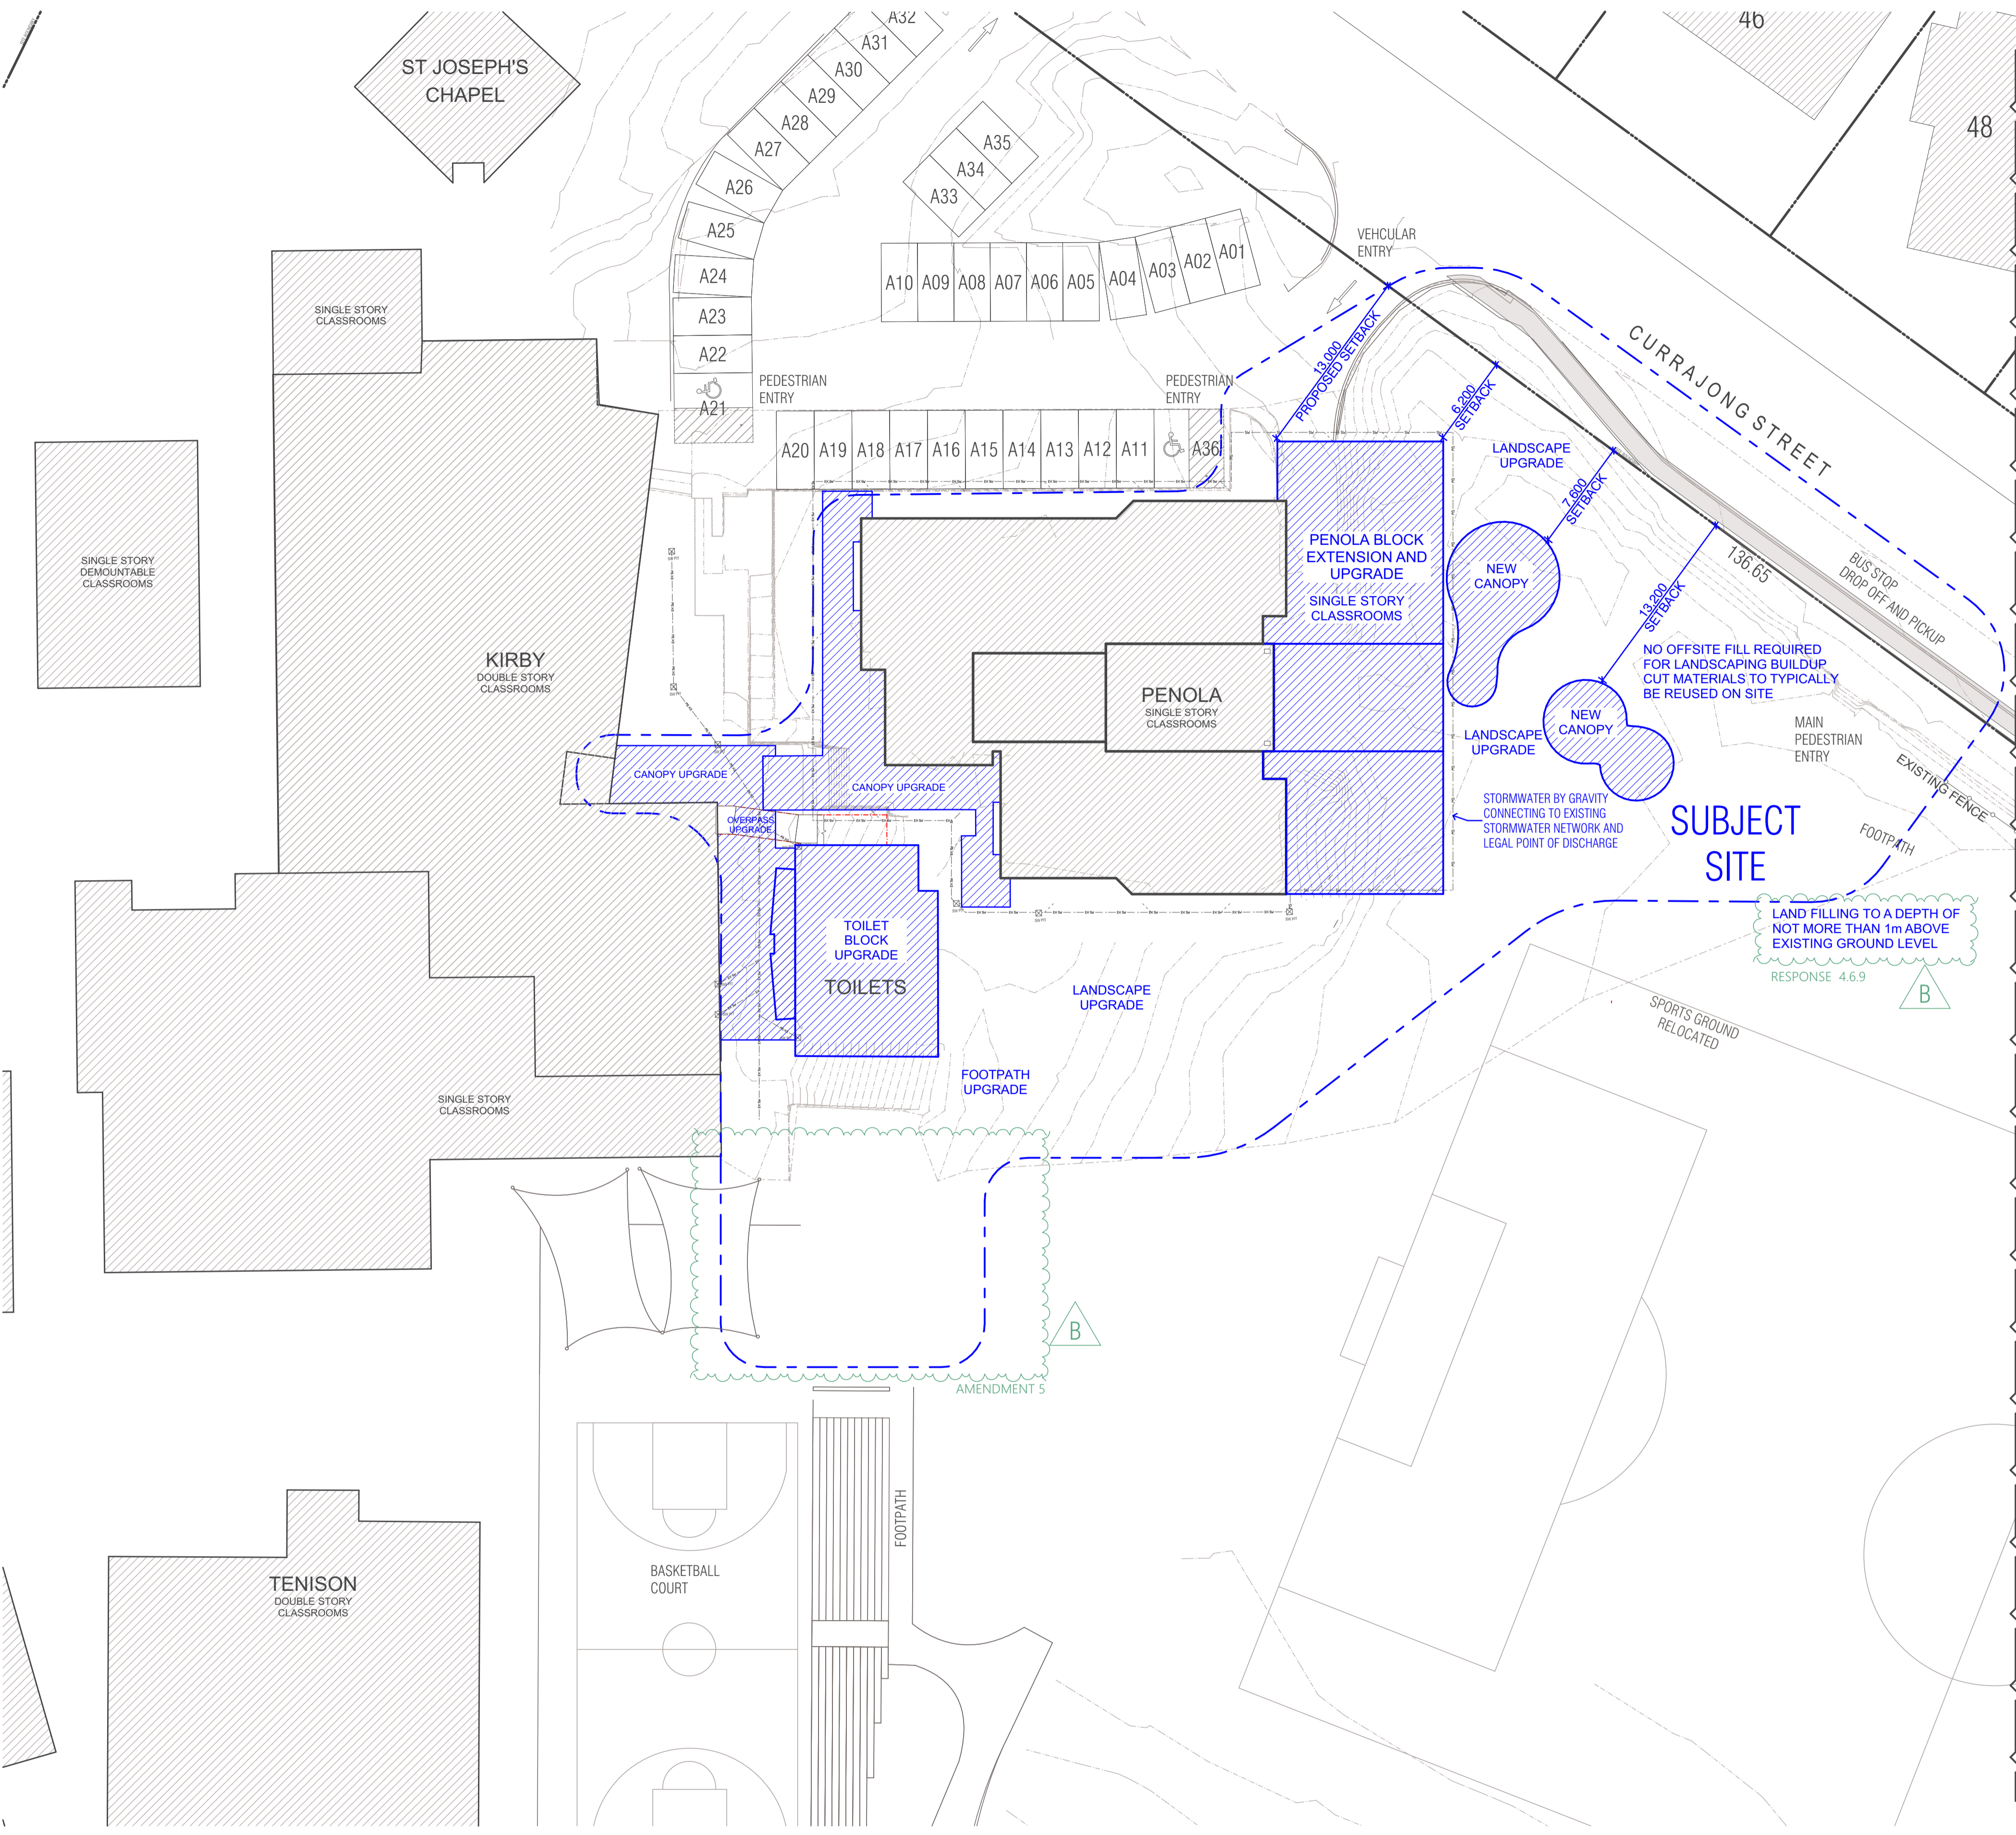 ST JOSEPH'S
CHAPEL
A32
A31
A30
A29
A28
A27
A26
A25
A24
A23
A22
A21
A35
A34
A33
A10
A09
A08
A07
A06
A05
A04
A03
A02
A01
46
48
VEHCULAR
ENTRY
CURRAJONG STREET
13.000
PROPOSED SETBACK
6.200
SETBACK
7.600
SETBACK
13.200
SETBACK
136.65
BUS STOP
DROP OFF AND PICKUP
PEDESTRIAN
ENTRY
PEDESTRIAN
ENTRY
A20
A19
A18
A17
A16
A15
A14
A13
A12
A11
A36
SINGLE STORY
CLASSROOMS
SINGLE STORY
DEMOUNTABLE
CLASSROOMS
KIRBY
DOUBLE STORY
CLASSROOMS
LANDSCAPE
UPGRADE
PENOLA BLOCK
EXTENSION AND
UPGRADE
SINGLE STORY
CLASSROOMS
NEW
CANOPY
NEW
CANOPY
PENOLA
SINGLE STORY
CLASSROOMS
NO OFFSITE FILL REQUIRED
FOR LANDSCAPING BUILDUP
CUT MATERIALS TO TYPICALLY
BE REUSED ON SITE
LANDSCAPE
UPGRADE
MAIN
PEDESTRIAN
ENTRY
EXISTING FENCE
FOOTPATH
STORMWATER BY GRAVITY
CONNECTING TO EXISTING
STORMWATER NETWORK AND
LEGAL POINT OF DISCHARGE
SUBJECT
SITE
CANOPY UPGRADE
CANOPY UPGRADE
OVERPASS
UPGRADE
TOILET
BLOCK
UPGRADE
TOILETS
LAND FILLING TO A DEPTH OF
NOT MORE THAN 1m ABOVE
EXISTING GROUND LEVEL
RESPONSE 4.6.9
B
LANDSCAPE
UPGRADE
SPORTS GROUND
RELOCATED
FOOTPATH
UPGRADE
SINGLE STORY
CLASSROOMS
B
AMENDMENT 5
FOOTPATH
BASKETBALL
COURT
TENISON
DOUBLE STORY
CLASSROOMS